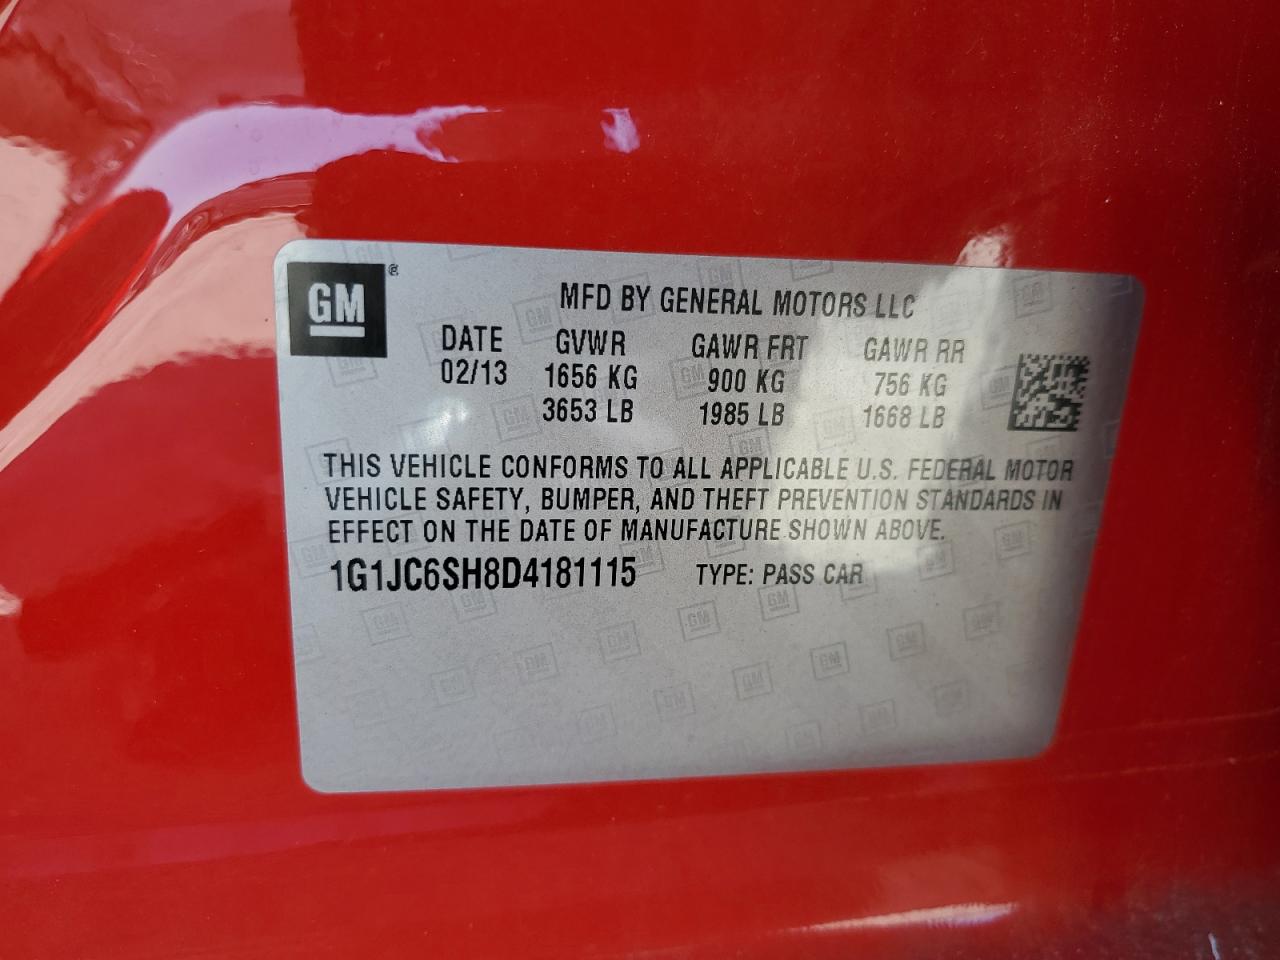 GM®
MFD BY GENERAL MOTORS LLC
DATE GVWR GAWR FRT GAWR RR
02/13 1656 KG 900 KG 756 KG
3653 LB 1985 LB 1668 LB
THIS VEHICLE CONFORMS TO ALL APPLICABLE U.S. FEDERAL MOTOR
VEHICLE SAFETY, BUMPER, AND THEFT PREVENTION STANDARDS IN
EFFECT ON THE DATE OF MANUFACTURE SHOWN ABOVE.
1G1JC6SH8D4181115 TYPE: PASS CAR